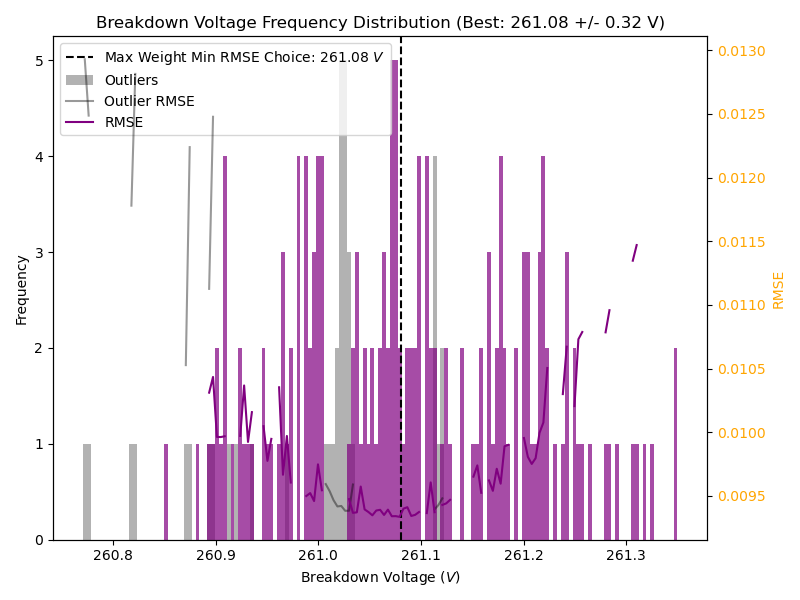 Breakdown Voltage Frequency Distribution (Best: 261.08 +/- 0.32 V)
Max Weight Min RMSE Choice: 261.08 V
Outliers
Outlier RMSE
RMSE
Frequency
5
4
3
2
1
0
260.8 260.9 261.0 261.1 261.2 261.3
Breakdown Voltage (V)
0.0130
0.0125
0.0120
0.0115
0.0110
0.0105
0.0100
0.0095
RMSE